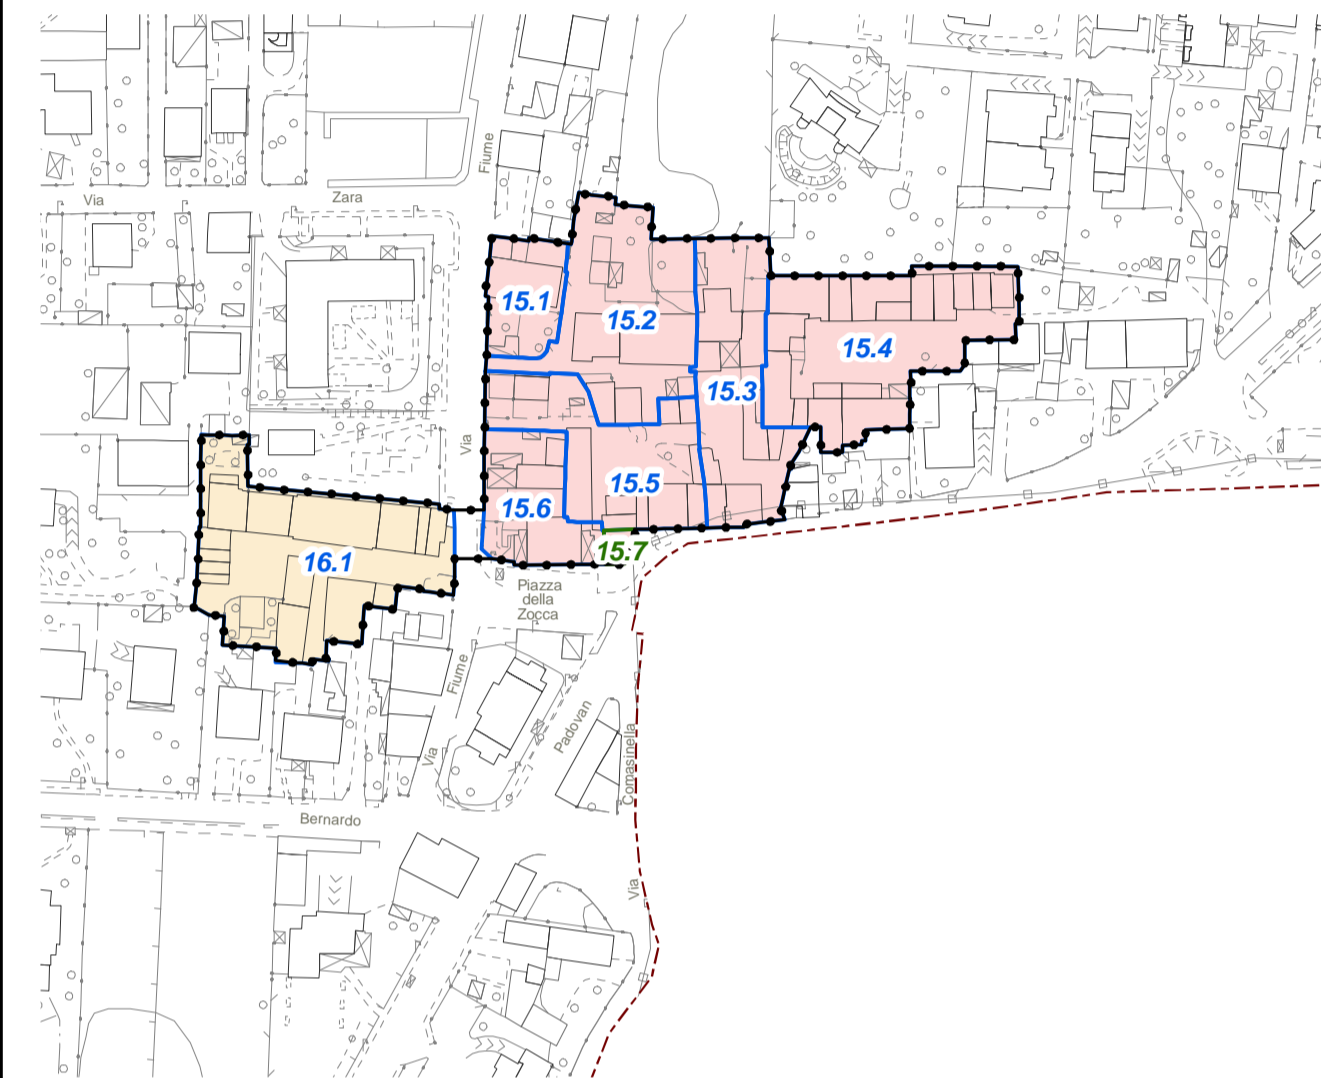 Fiume
Via
Zara
15.1
15.2
15.4
15.3
Via
15.5
15.6
15.7
16.1
Piazza
della
Zocca
Fiume
Padovan
Via
Comasinella
Bernardo
Via